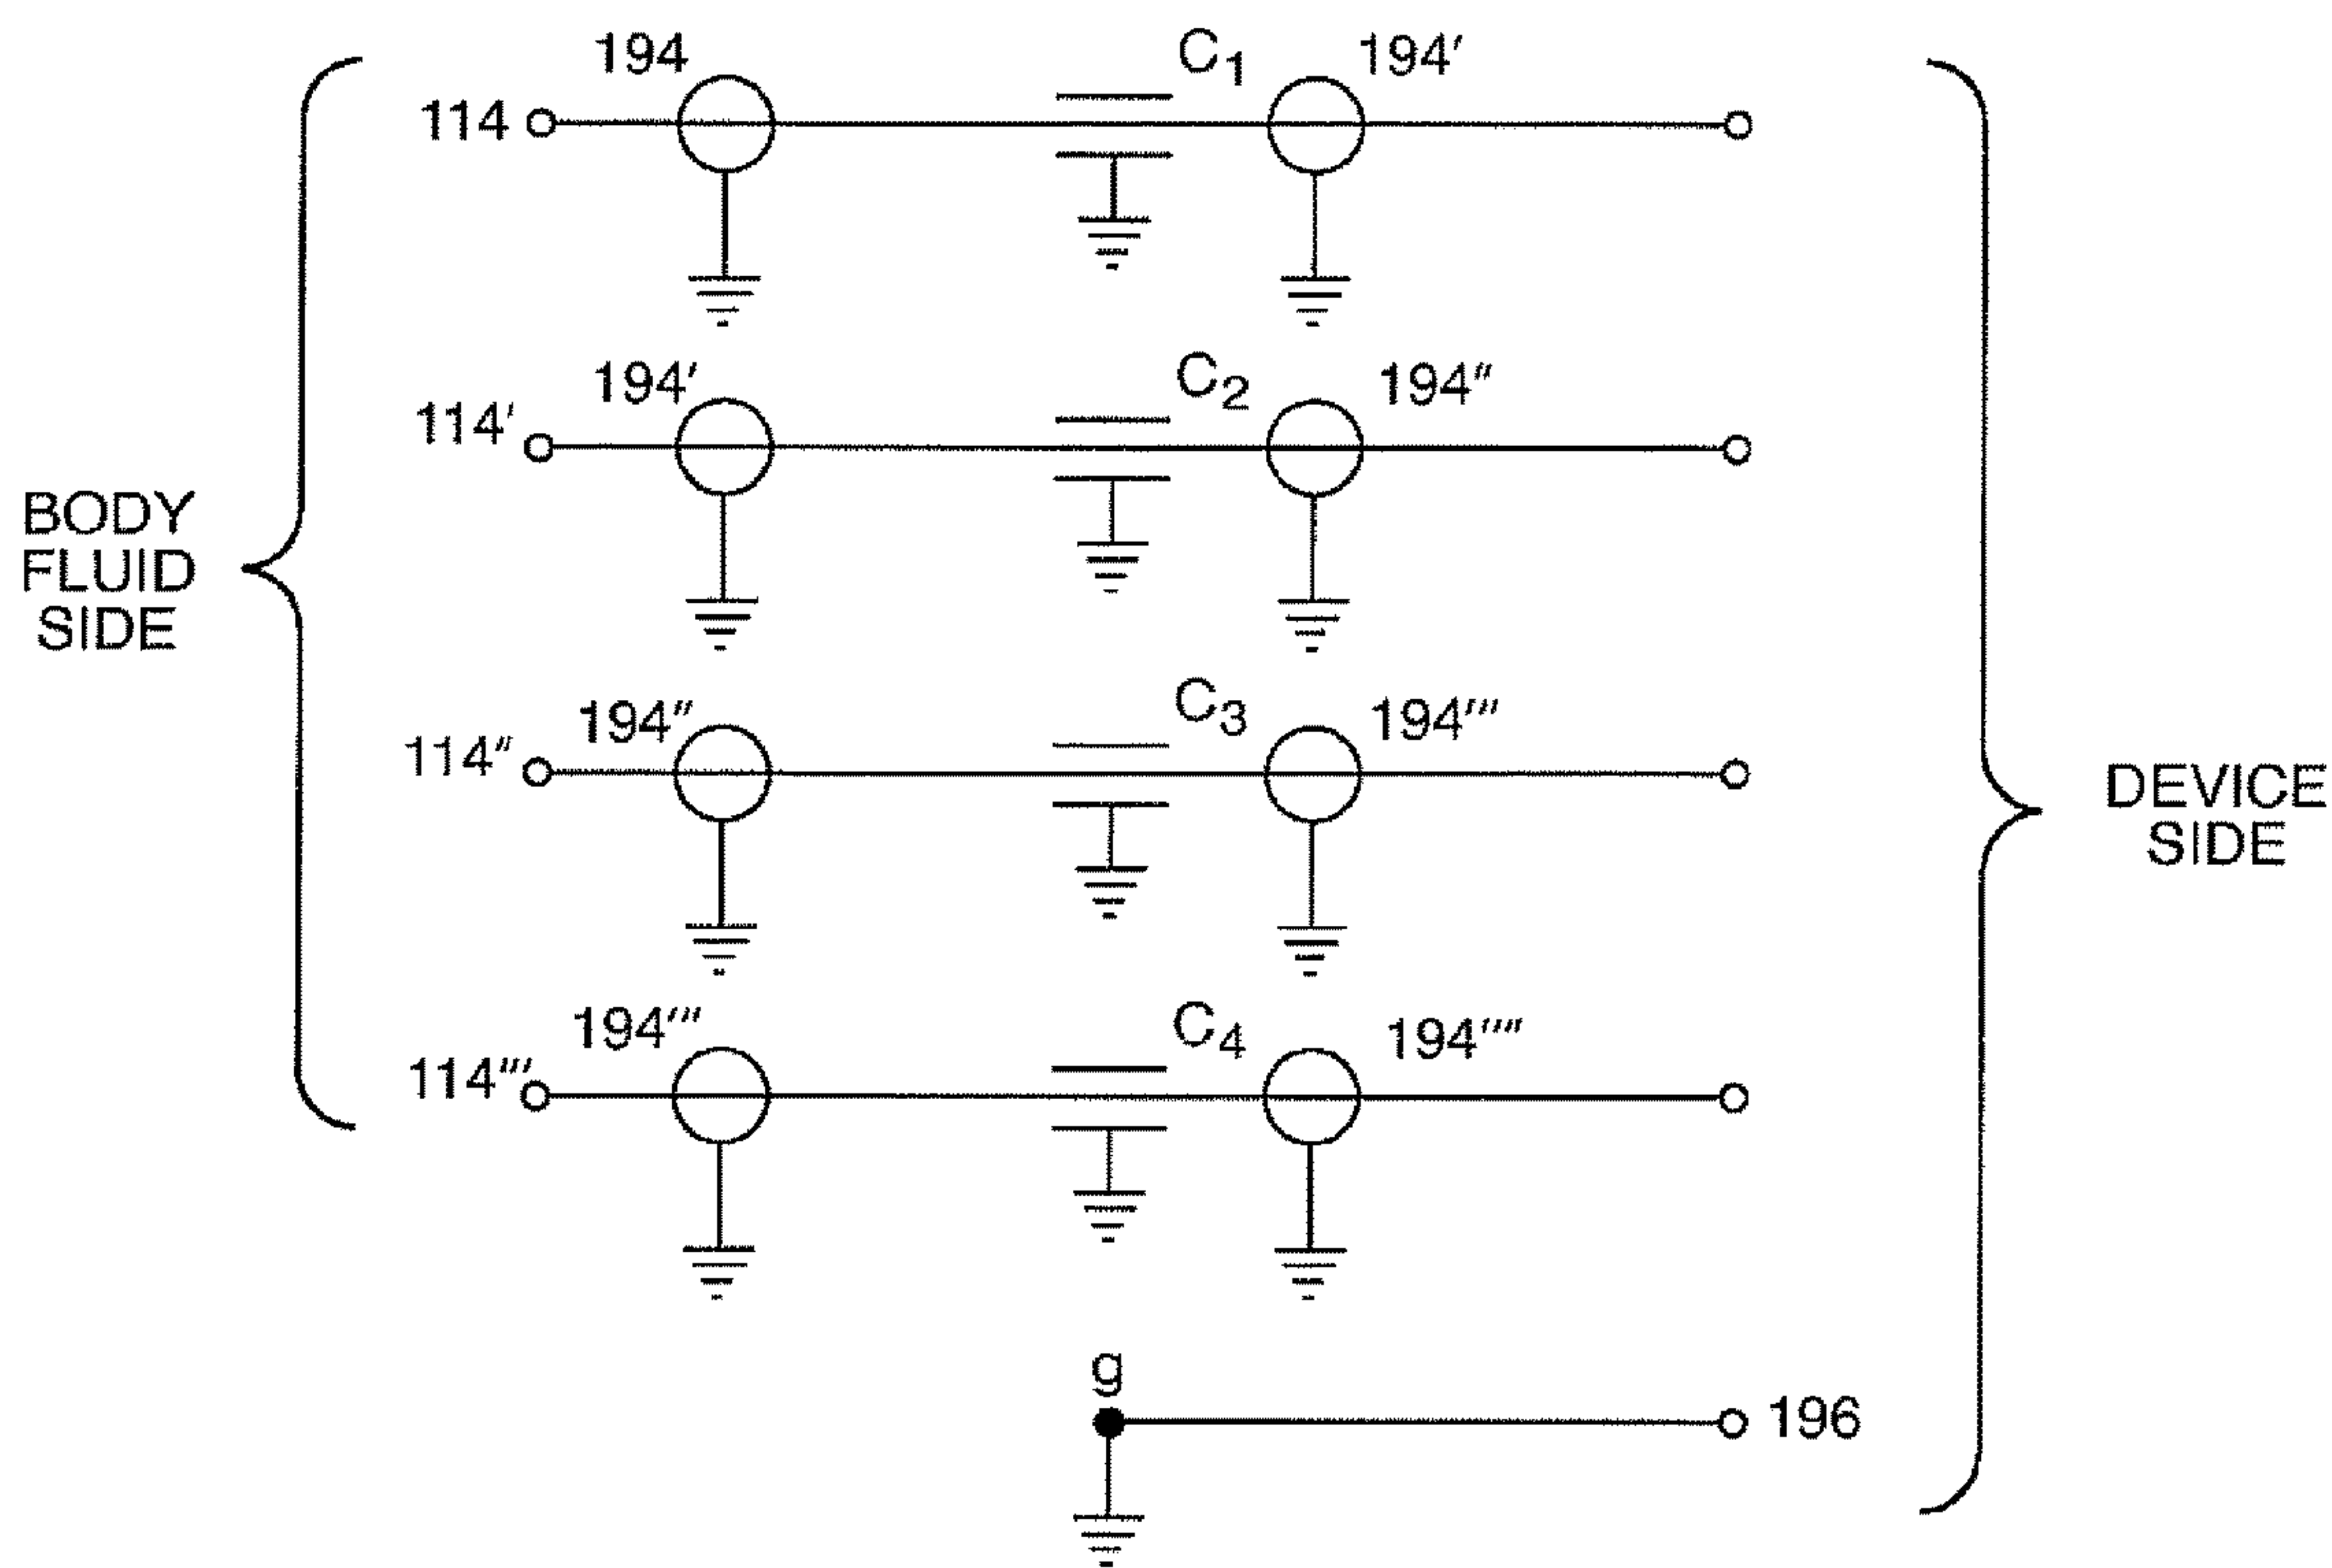 194 C1 194′
114
194′ C2 194″
114′
BODY
FLUID
SIDE
194″ C3 194‴
114″
DEVICE
SIDE
194‴ C4 194⁗
114‴
g
196